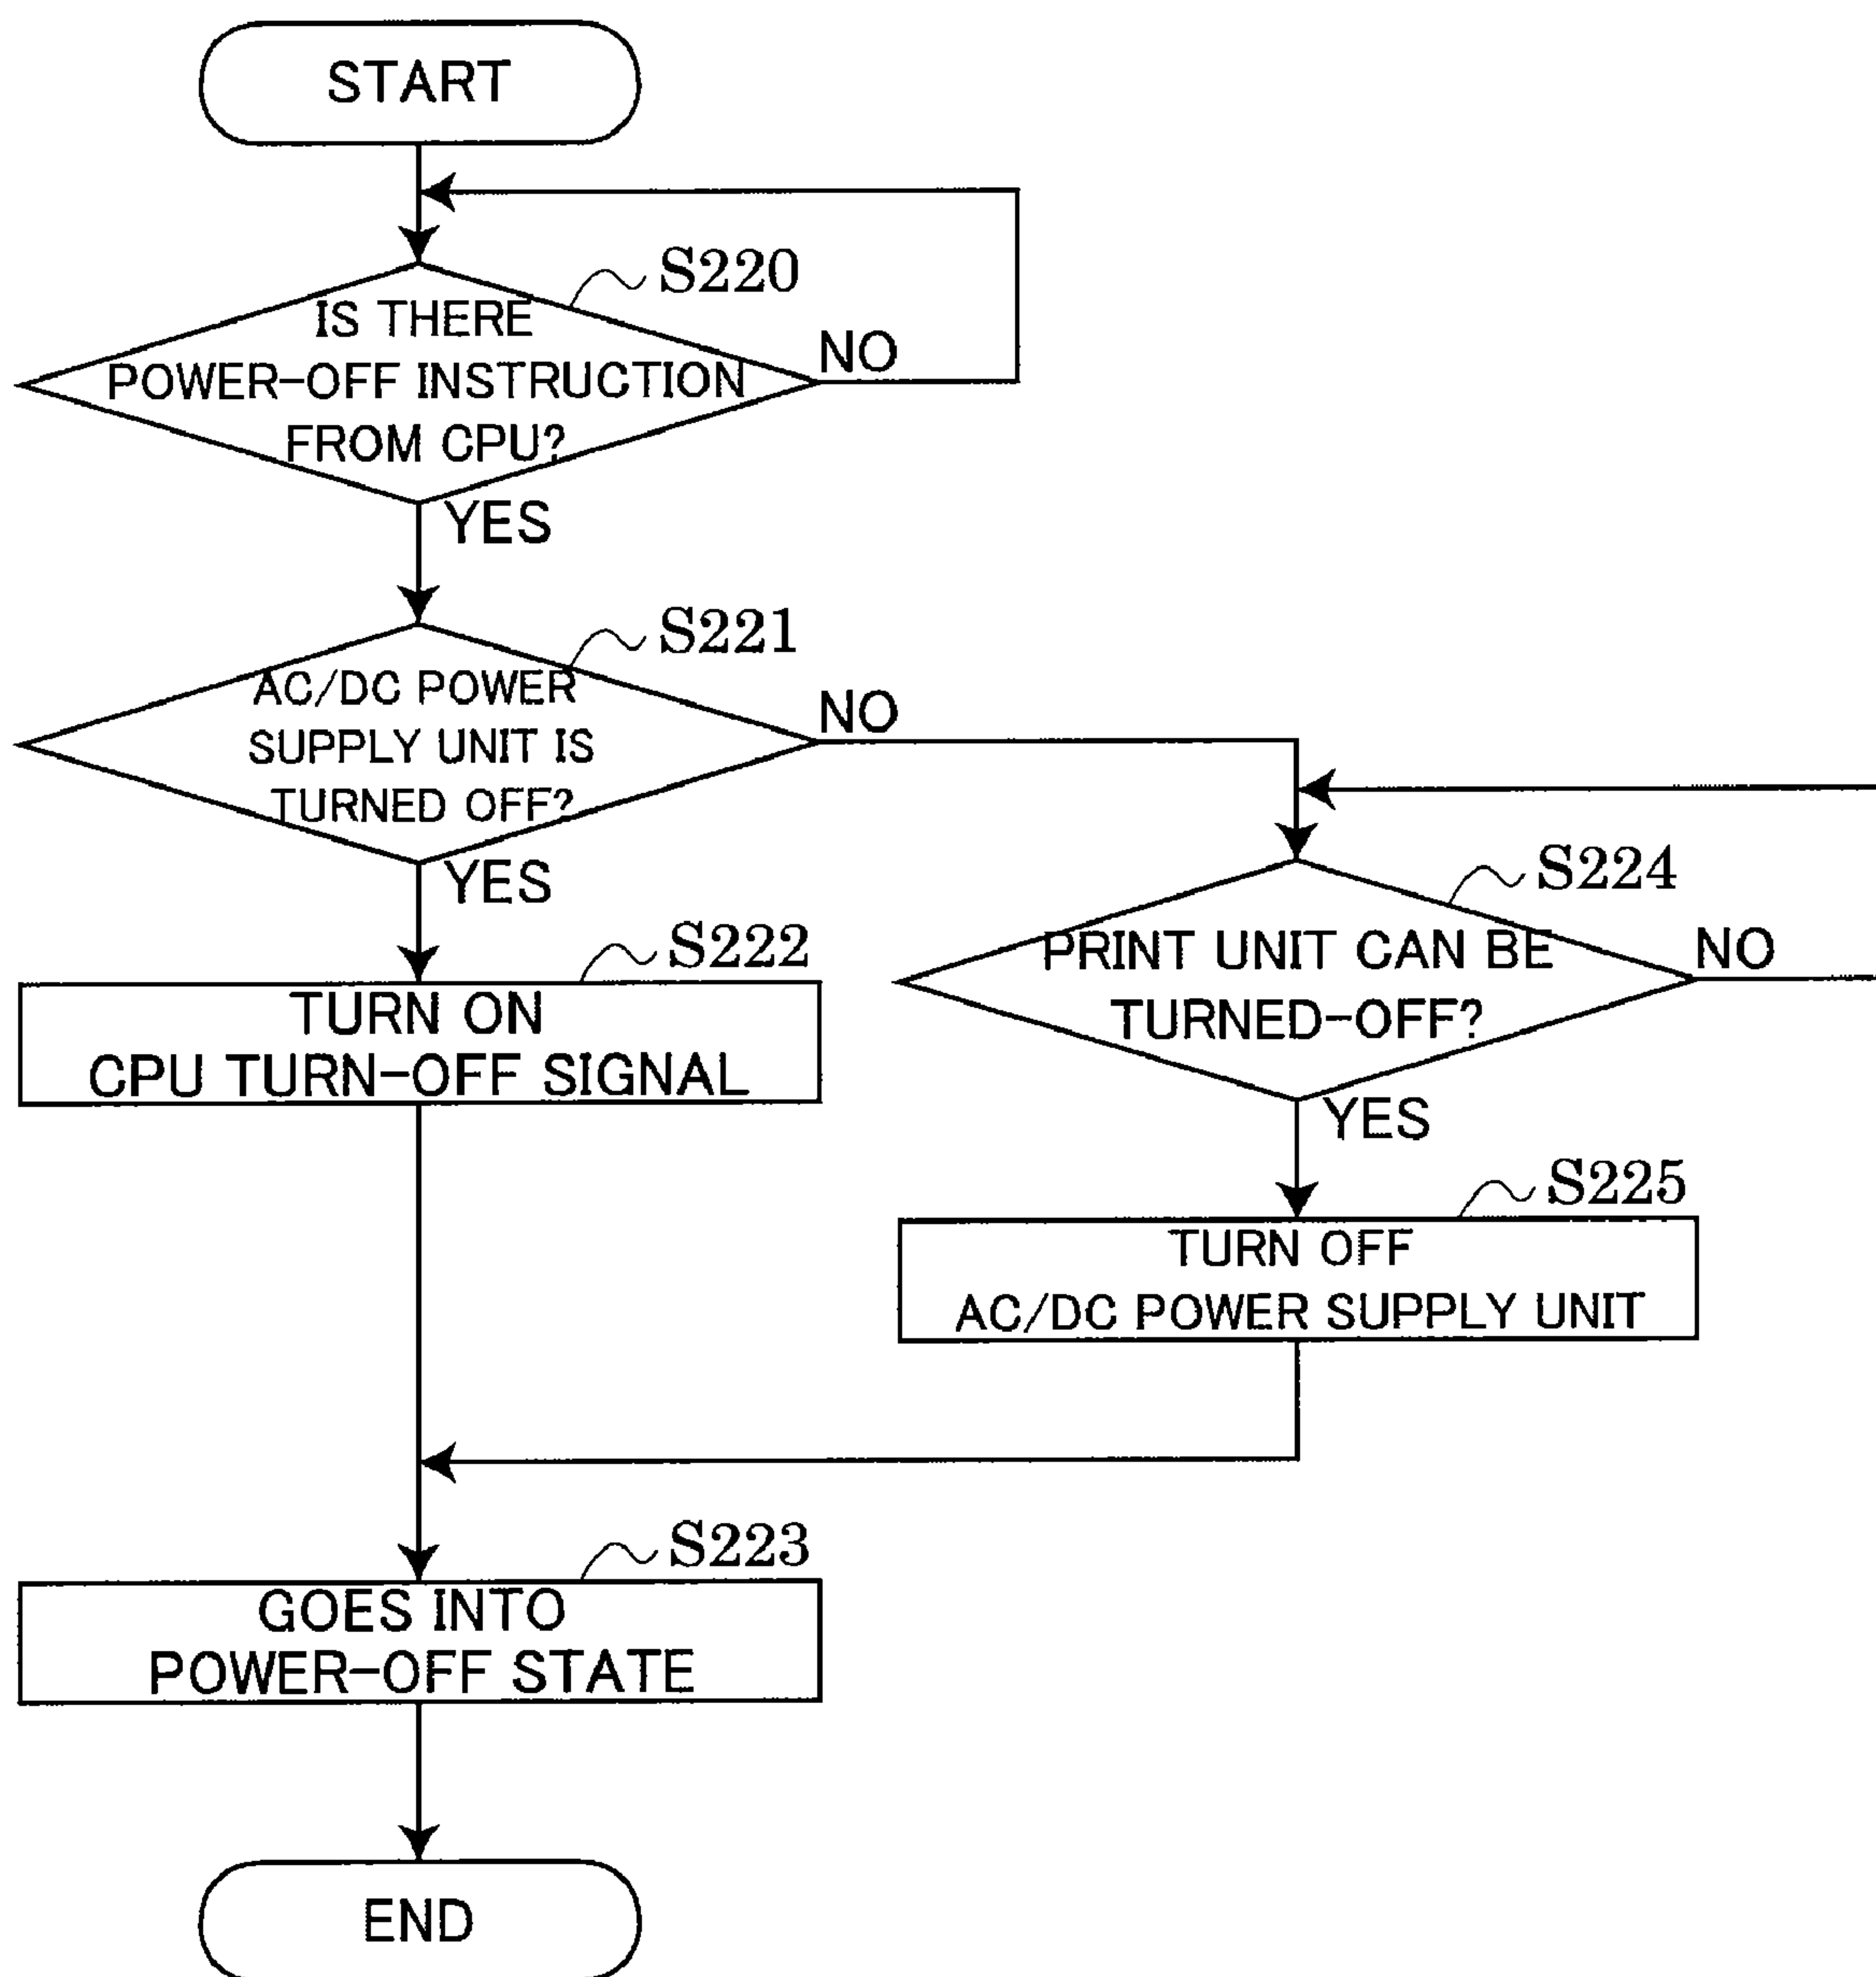 START
S220
IS THERE
POWER-OFF INSTRUCTION
FROM CPU?
NO
YES
S221
AC/DC POWER
SUPPLY UNIT IS
TURNED OFF?
NO
YES
S222
TURN ON
CPU TURN-OFF SIGNAL
S224
PRINT UNIT CAN BE
TURNED-OFF?
NO
YES
S225
TURN OFF
AC/DC POWER SUPPLY UNIT
S223
GOES INTO
POWER-OFF STATE
END